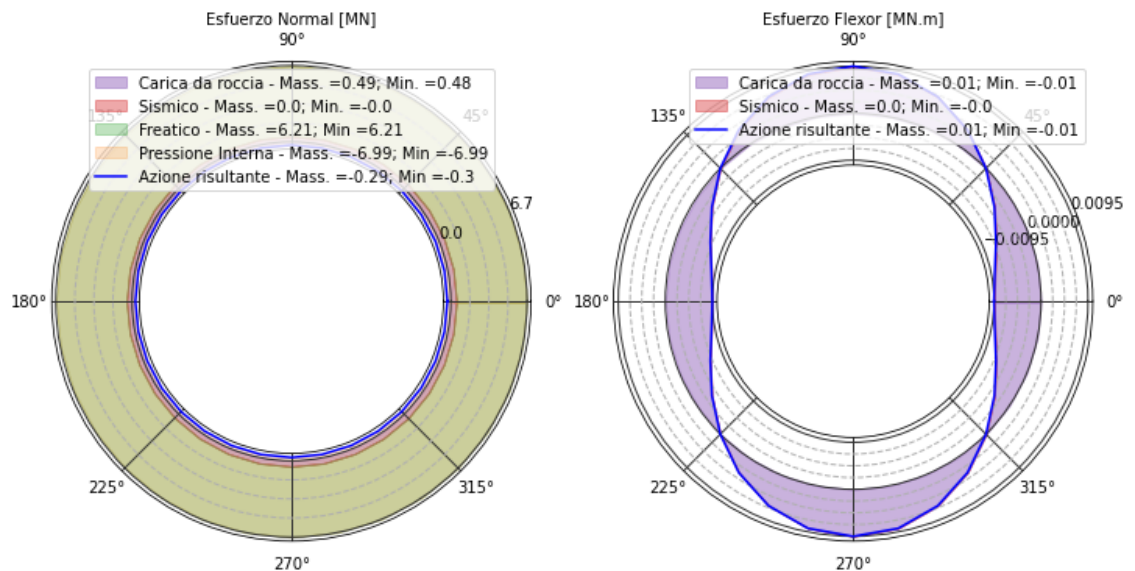 Esfuerzo Normal [MN]
90°
Carica da roccia - Mass. =0.49; Min. =0.48
Sismico - Mass. =0.0; Min. =-0.0
Freatico - Mass. =6.21; Min =6.21
Pressione Interna - Mass. =-6.99; Min =-6.99
Azione risultante - Mass. =-0.29; Min =-0.3
135°
45°
6.7
0.0
180°
0°
225°
315°
270°
Esfuerzo Flexor [MN.m]
90°
Carica da roccia - Mass. =0.01; Min. =-0.01
Sismico - Mass. =0.0; Min. =-0.0
Azione risultante - Mass. =0.01; Min =-0.01
135°
45°
0.0095
0.0000
−0.0095
180°
0°
225°
315°
270°